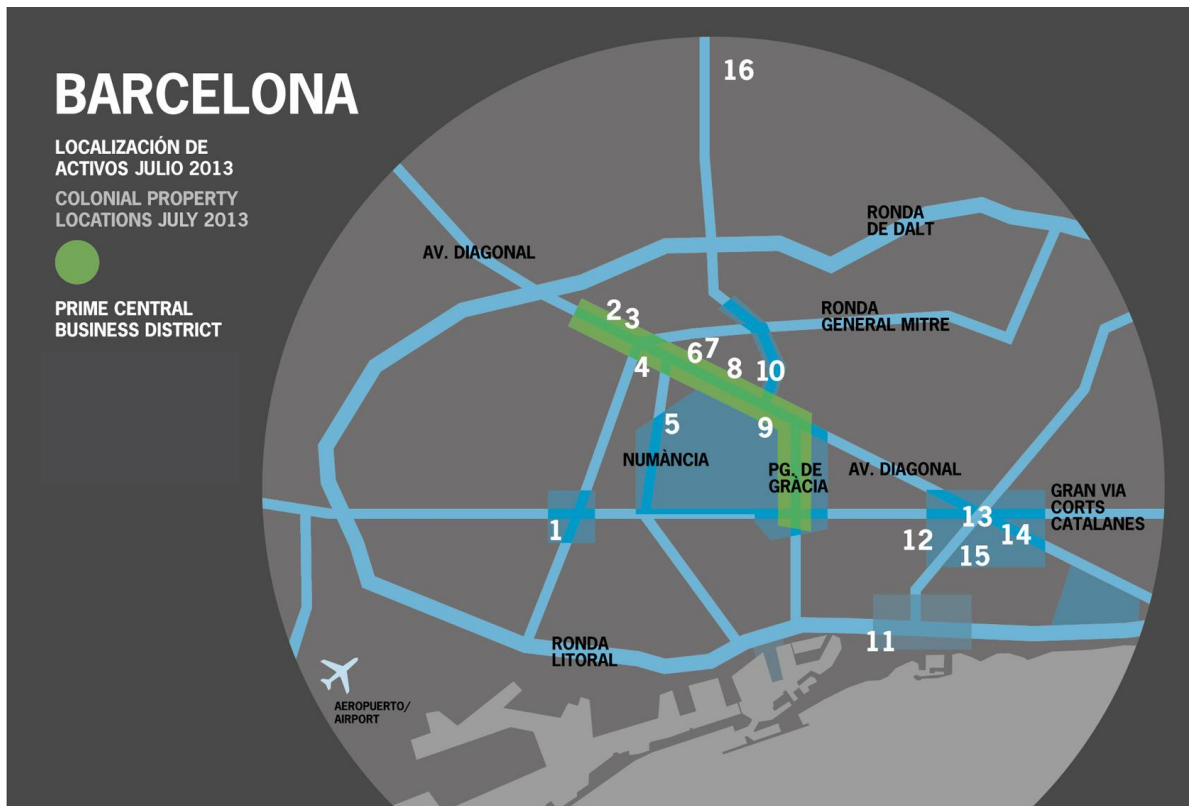 BARCELONA
LOCALIZACIÓN DE
ACTIVOS JULIO 2013
COLONIAL PROPERTY
LOCATIONS JULY 2013
PRIME CENTRAL
BUSINESS DISTRICT
16
RONDA
DE DALT
AV. DIAGONAL
RONDA
GENERAL MITRE
2
3
4
6
7
8
10
5
9
NUMÀNCIA
PG. DE
GRÀCIA
AV. DIAGONAL
GRAN VIA
CORTS
CATALANES
1
13
12
14
15
11
RONDA
LITORAL
AEROPUERTO/
AIRPORT